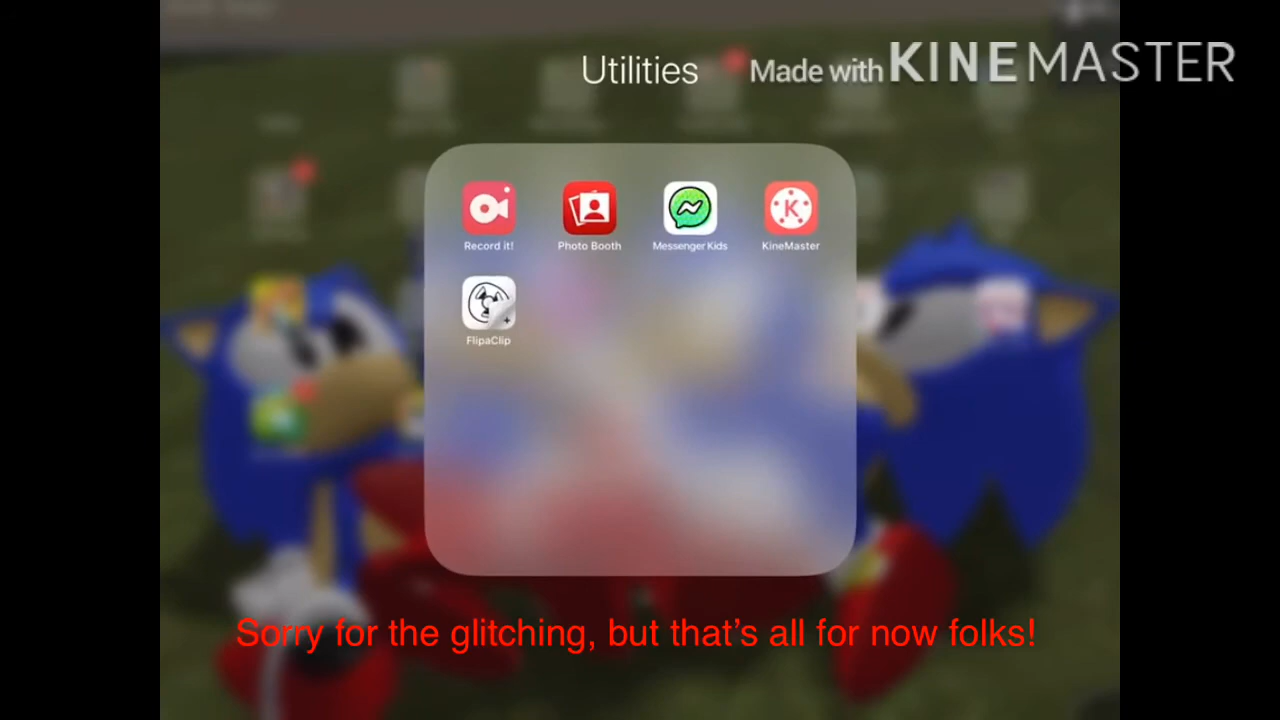 Utilities
Made with KINEMASTER
Record it!
Photo Booth
Messenger Kids
KineMaster
K
FlipaClip
Sorry for the glitching, but that's all for now folks!